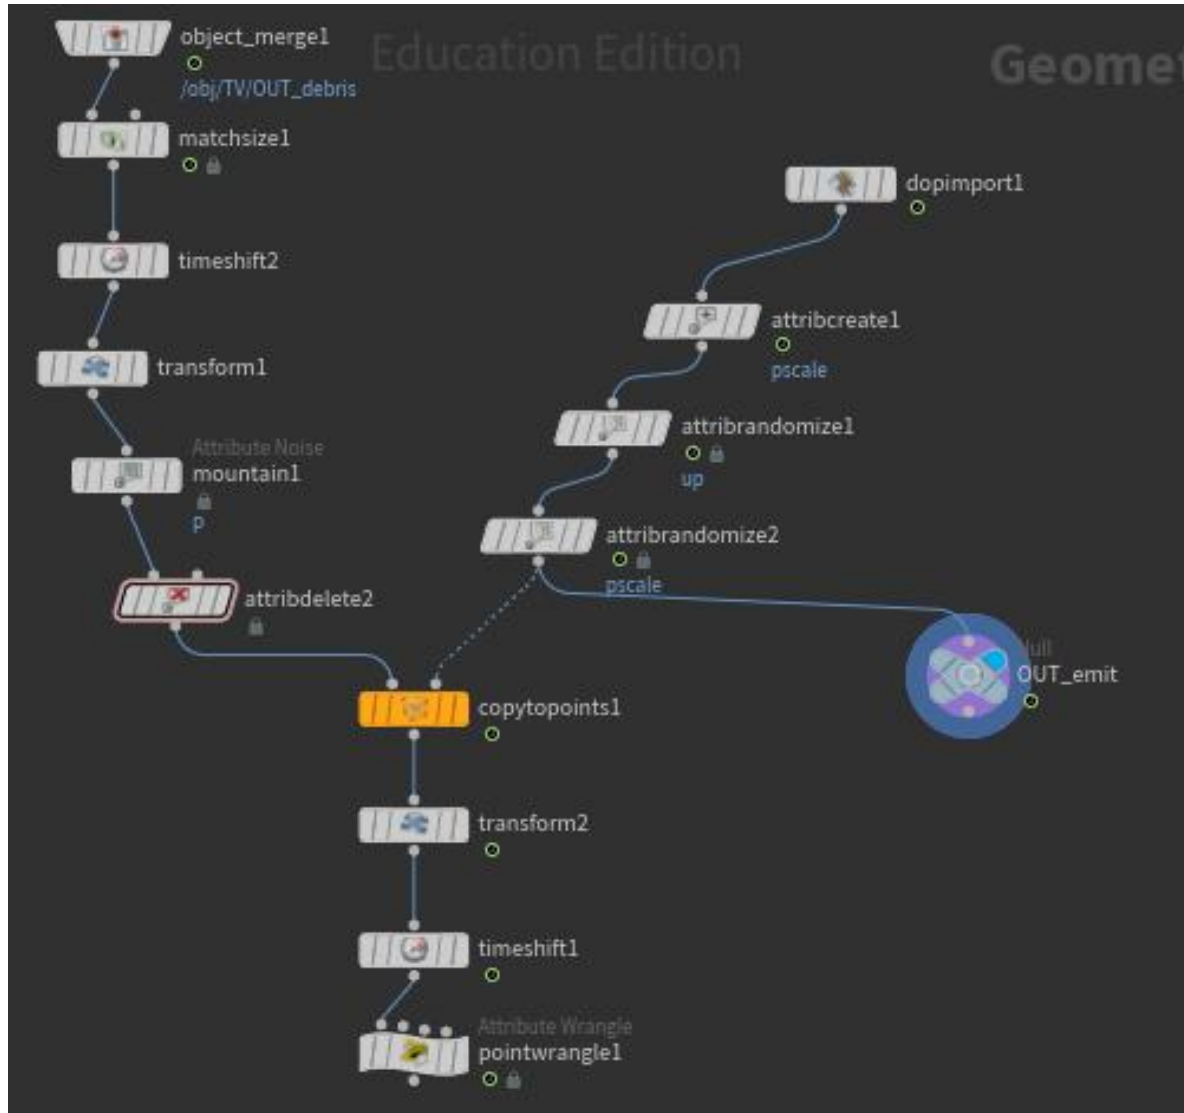 object_merge1
Education Edition
Geomet
/obj/TV/OUT_debris
matchsize1
dopimport1
timeshift2
attribcreate1
pscale
transform1
attribrandomize1
up
Attribute Noise
mountain1
P
attribrandomize2
pscale
attribdelete2
Null
OUT_emit
copytopoints1
transform2
timeshift1
Attribute Wrangle
pointwrangle1